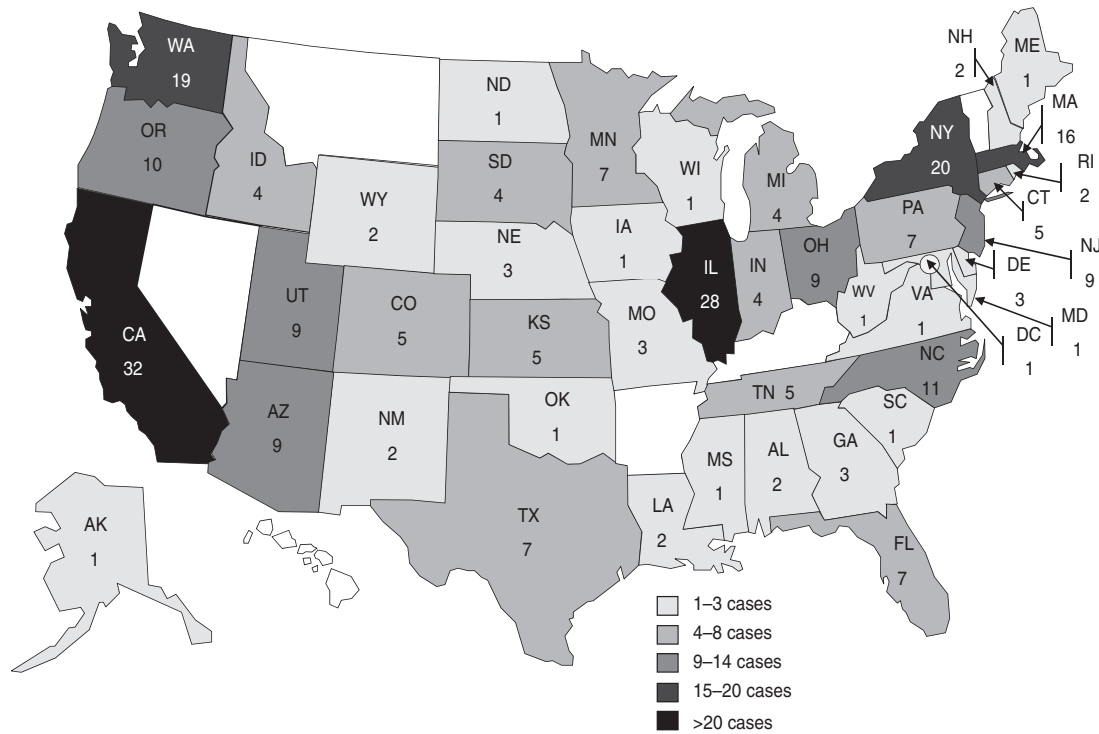 WA
19
OR
10
ID
4
CA
32
UT
9
AZ
9
WY
2
CO
5
NM
2
ND
1
SD
4
NE
3
KS
5
OK
1
TX
7
MN
7
IA
1
MO
3
LA
2
WI
1
IL
28
MI
4
IN
4
OH
9
TN 5
MS
1
AL
2
GA
3
FL
7
SC
1
NC
11
VA
1
WV
1
PA
7
NY
20
NH
2
ME
1
MA
16
RI
2
CT
5
NJ
9
DE
3
MD
1
DC
1
AK
1
1–3 cases
4–8 cases
9–14 cases
15–20 cases
>20 cases